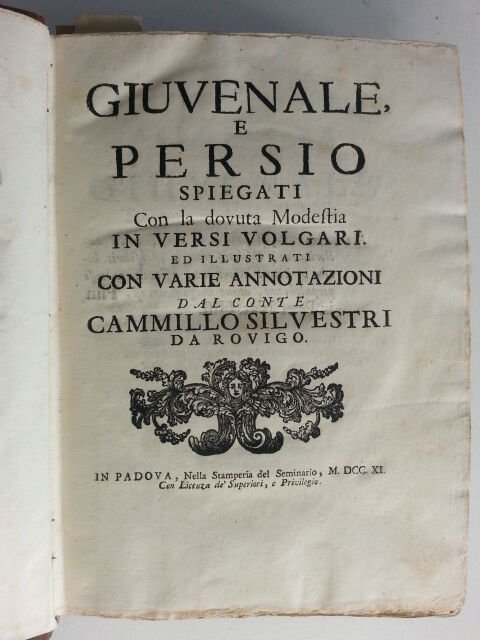 GIUVENALE,
E
PERSIO
SPIEGATI
Con la dovuta Modeſtia
IN VERSI VOLGARI,
ED ILLUSTRATI
CON VARIE ANNOTAZIONI
DAL CONTE
CAMMILLO SILVESTRI
DA ROVIGO.
IN PADOVA, Nella Stamperia del Seminario, M. DCC. XI.
Con Licenza de' Superiori, e Privilegio.